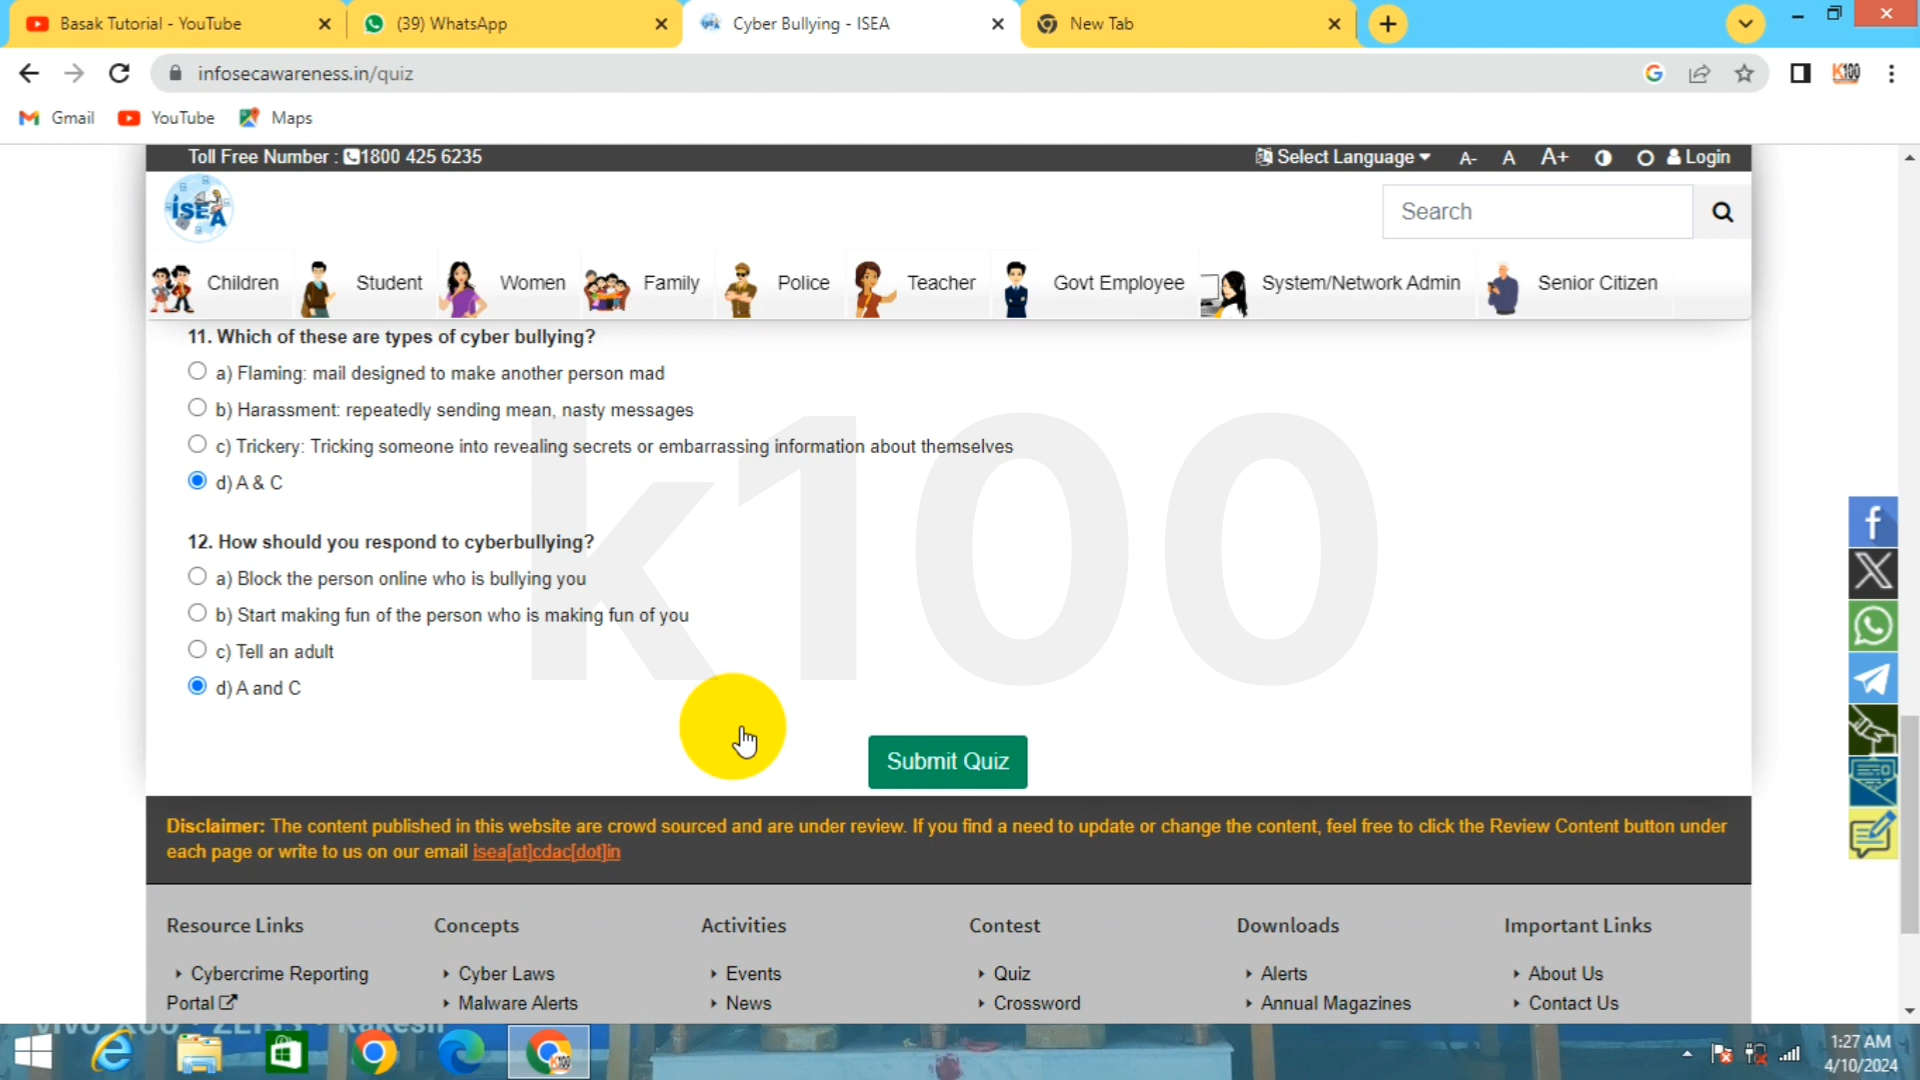 Basak Tutorial - YouTube
(39) WhatsApp
Cyber Bullying - ISEA
New Tab
infosecawareness.in/quiz
K100
Gmail
YouTube
Maps
Toll Free Number : 1800 425 6235
Select Language
A-
A
A+
Login
ISEA
Search
Children
Student
Women
Family
Police
Teacher
Govt Employee
System/Network Admin
Senior Citizen
11. Which of these are types of cyber bullying?
a) Flaming: mail designed to make another person mad
b) Harassment: repeatedly sending mean, nasty messages
c) Trickery: Tricking someone into revealing secrets or embarrassing information about themselves
d) A & C
k100
12. How should you respond to cyberbullying?
a) Block the person online who is bullying you
b) Start making fun of the person who is making fun of you
c) Tell an adult
d) A and C
Submit Quiz
Disclaimer: The content published in this website are crowd sourced and are under review. If you find a need to update or change the content, feel free to click the Review Content button under
each page or write to us on our email isea[at]cdac[dot]in
Resource Links
Concepts
Activities
Contest
Downloads
Important Links
Cybercrime Reporting
Portal
Cyber Laws
Malware Alerts
Events
News
Quiz
Crossword
Alerts
Annual Magazines
About Us
Contact Us
1:27 AM
4/10/2024